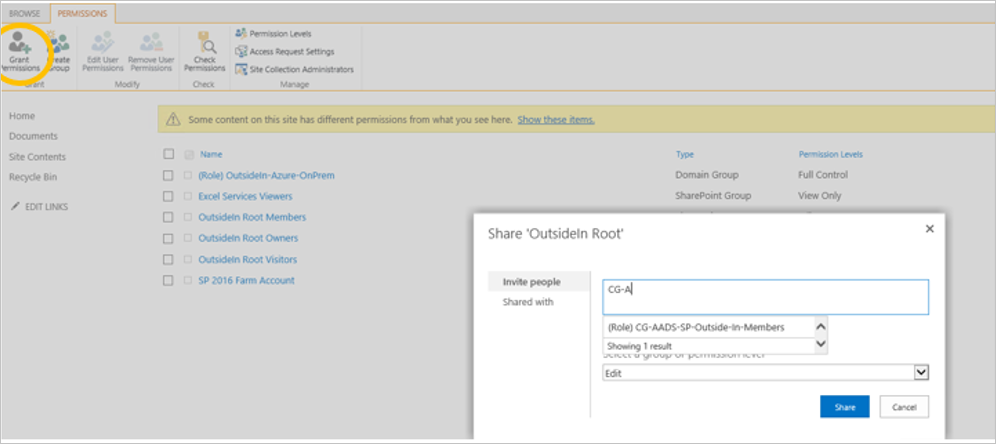 BROWSE PERMISSIONS
Grant Permissions
Create Group
Edit User Permissions
Remove User Permissions
Check Permissions
Permission Levels
Access Request Settings
Site Collection Administrators
Grant Modify Check Manage
Home
Documents
Site Contents
Recycle Bin
EDIT LINKS
Some content on this site has different permissions from what you see here. Show these items.
Name Type Permission Levels
(Role) OutsideIn-Azure-OnPrem Domain Group Full Control
Excel Services Viewers SharePoint Group View Only
OutsideIn Root Members
OutsideIn Root Owners
OutsideIn Root Visitors
SP 2016 Farm Account
Share 'OutsideIn Root'
Invite people
Shared with
CG-A
(Role) CG-AADS-SP-Outside-In-Members
Showing 1 result
Select a group or permission level
Edit
Share Cancel